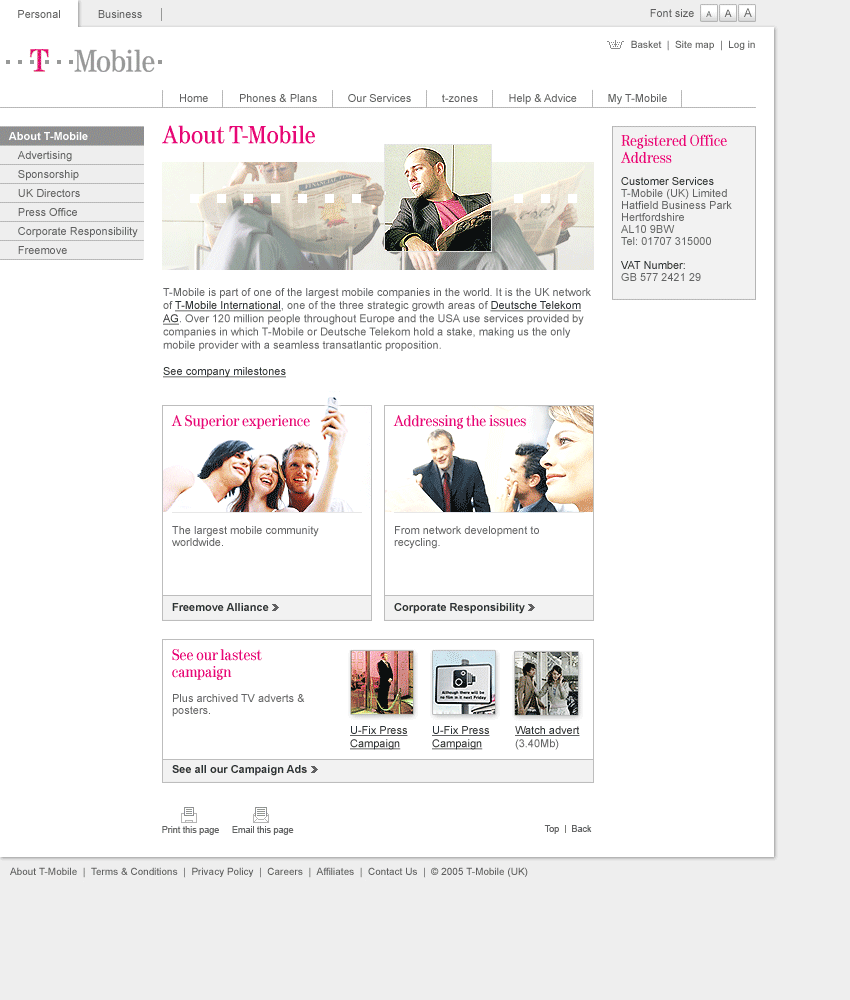 Personal
Business
Font size A A A
Basket | Site map | Log in
T Mobile
Home
Phones & Plans
Our Services
t-zones
Help & Advice
My T-Mobile
About T-Mobile
Advertising
Sponsorship
UK Directors
Press Office
Corporate Responsibility
Freemove
About T-Mobile
FINANCIAL
T-Mobile is part of one of the largest mobile companies in the world. It is the UK network
of T-Mobile International, one of the three strategic growth areas of Deutsche Telekom
AG. Over 120 million people throughout Europe and the USA use services provided by
companies in which T-Mobile or Deutsche Telekom hold a stake, making us the only
mobile provider with a seamless transatlantic proposition.
See company milestones
A Superior experience
The largest mobile community
worldwide.
Freemove Alliance
Addressing the issues
From network development to
recycling.
Corporate Responsibility
See our lastest
campaign
Plus archived TV adverts &
posters.
Although there will be
no film in it next Friday
U-Fix Press
Campaign
U-Fix Press
Campaign
Watch advert
(3.40Mb)
See all our Campaign Ads
Print this page
Email this page
Top | Back
Registered Office
Address
Customer Services
T-Mobile (UK) Limited
Hatfield Business Park
Hertfordshire
AL10 9BW
Tel: 01707 315000
VAT Number:
GB 577 2421 29
About T-Mobile | Terms & Conditions | Privacy Policy | Careers | Affiliates | Contact Us | © 2005 T-Mobile (UK)